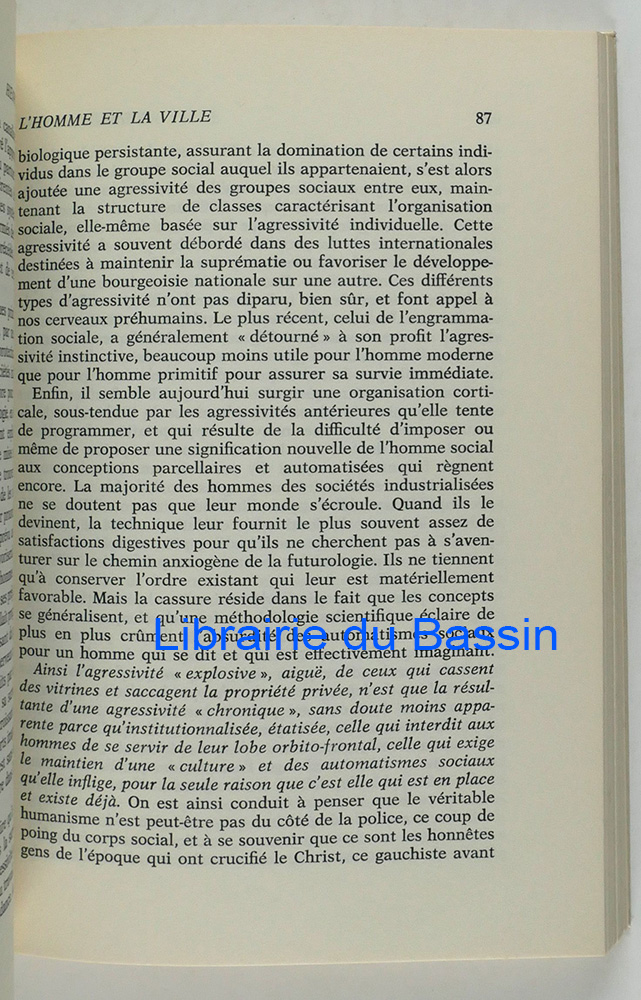 L'HOMME ET LA VILLE 87
biologique persistante, assurant la domination de certains indi-
vidus dans le groupe social auquel ils appartenaient, s'est alors
ajoutée une agressivité des groupes sociaux entre eux, main-
tenant la structure de classes caractérisant l'organisation
sociale, elle-même basée sur l'agressivité individuelle. Cette
agressivité a souvent débordé dans des luttes internationales
destinées à maintenir la suprématie ou favoriser le développe-
ment d'une bourgeoisie nationale sur une autre. Ces différents
types d'agressivité n'ont pas diparu, bien sûr, et font appel à
nos cerveaux préhumains. Le plus récent, celui de l'engramma-
tion sociale, a généralement « détourné » à son profit l'agres-
sivité instinctive, beaucoup moins utile pour l'homme moderne
que pour l'homme primitif pour assurer sa survie immédiate.
Enfin, il semble aujourd'hui surgir une organisation corti-
cale, sous-tendue par les agressivités antérieures qu'elle tente
de programmer, et qui résulte de la difficulté d'imposer ou
même de proposer une signification nouvelle de l'homme social
aux conceptions parcellaires et automatisées qui règnent
encore. La majorité des hommes des sociétés industrialisées
ne se doutent pas que leur monde s'écroule. Quand ils le
devinent, la technique leur fournit le plus souvent assez de
satisfactions digestives pour qu'ils ne cherchent pas à s'aven-
turer sur le chemin anxiogène de la futurologie. Ils ne tiennent
qu'à conserver l'ordre existant qui leur est matériellement
favorable. Mais la cassure réside dans le fait que les concepts
se généralisent, et qu'une méthodologie scientifique éclaire de
plus en plus crûment l'absurdité des automatismes sociaux
pour un homme qui se dit et qui est effectivement imaginant.
Librairie du Bassin
Ainsi l'agressivité « explosive », aiguë, de ceux qui cassent
des vitrines et saccagent la propriété privée, n'est que la résul-
tante d'une agressivité « chronique », sans doute moins appa-
rente parce qu'institutionnalisée, étatisée, celle qui interdit aux
hommes de se servir de leur lobe orbito-frontal, celle qui exige
le maintien d'une « culture » et des automatismes sociaux
qu'elle inflige, pour la seule raison que c'est elle qui est en place
et existe déjà. On est ainsi conduit à penser que le véritable
humanisme n'est peut-être pas du côté de la police, ce coup de
poing du corps social, et à se souvenir que ce sont les honnêtes
gens de l'époque qui ont crucifié le Christ, ce gauchiste avant